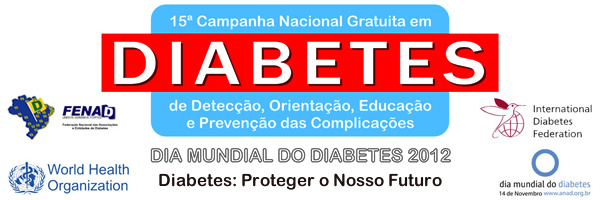 15ª Campanha Nacional Gratuita em
DIABETES
de Detecção, Orientação, Educação
e Prevenção das Complicações
DIA MUNDIAL DO DIABETES 2012
Diabetes: Proteger o Nosso Futuro
FENAD
Federação Nacional das Associações
e Entidades de Diabetes
World Health
Organization
International
Diabetes
Federation
dia mundial do diabetes
14 de Novembro www.anad.org.br